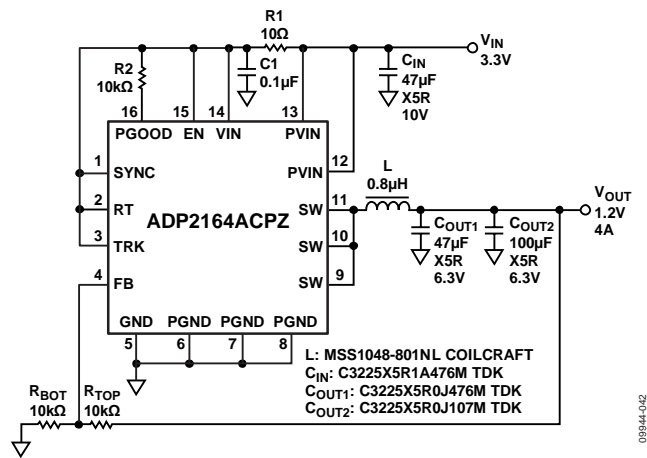 R1
10Ω
VIN
3.3V
R2
10kΩ
C1
0.1µF
CIN
47µF
X5R
10V
16
15
14
13
PGOOD
EN
VIN
PVIN
1
SYNC
2
RT
3
TRK
4
FB
ADP2164ACPZ
PVIN
12
SW
11
SW
10
SW
9
L
0.8µH
VOUT
1.2V
4A
COUT1
47µF
X5R
6.3V
COUT2
100µF
X5R
6.3V
GND
PGND
PGND
PGND
5
6
7
8
L: MSS1048-801NL COILCRAFT
CIN: C3225X5R1A476M TDK
COUT1: C3225X5R0J476M TDK
COUT2: C3225X5R0J107M TDK
RBOT
10kΩ
RTOP
10kΩ
09944-042